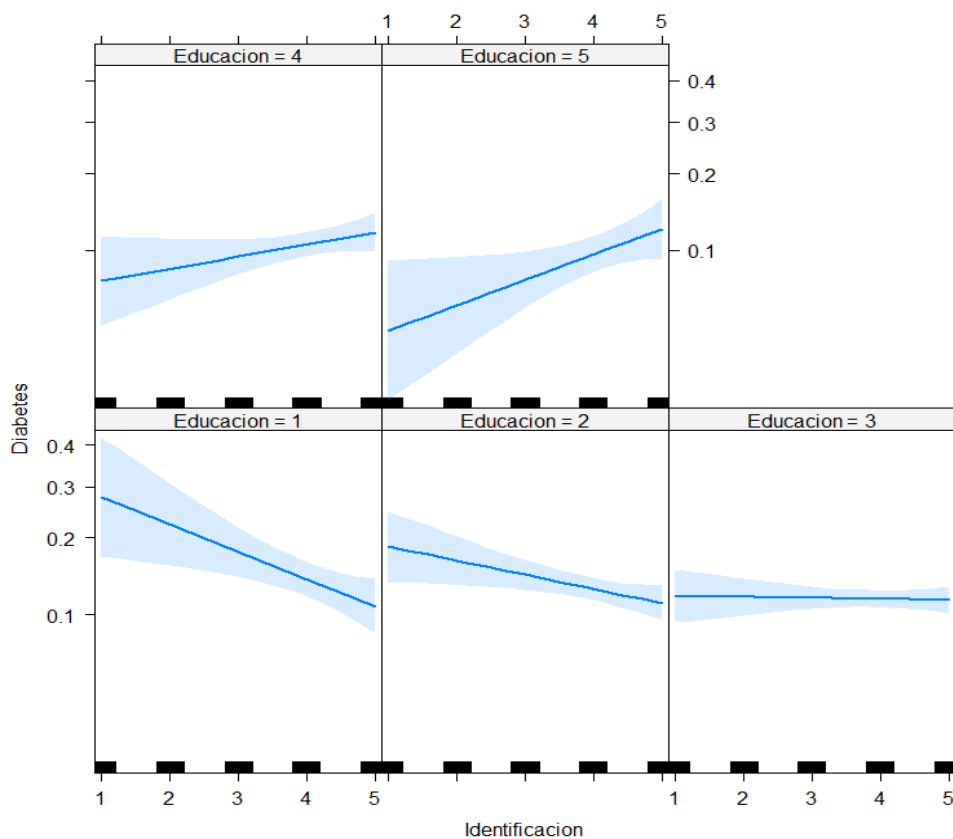 1 2 3 4 5
Educacion = 4 Educacion = 5
0.4
0.3
0.2
0.1
Diabetes
Educacion = 1 Educacion = 2 Educacion = 3
0.4
0.3
0.2
0.1
1 2 3 4 5 1 2 3 4 5
Identificacion